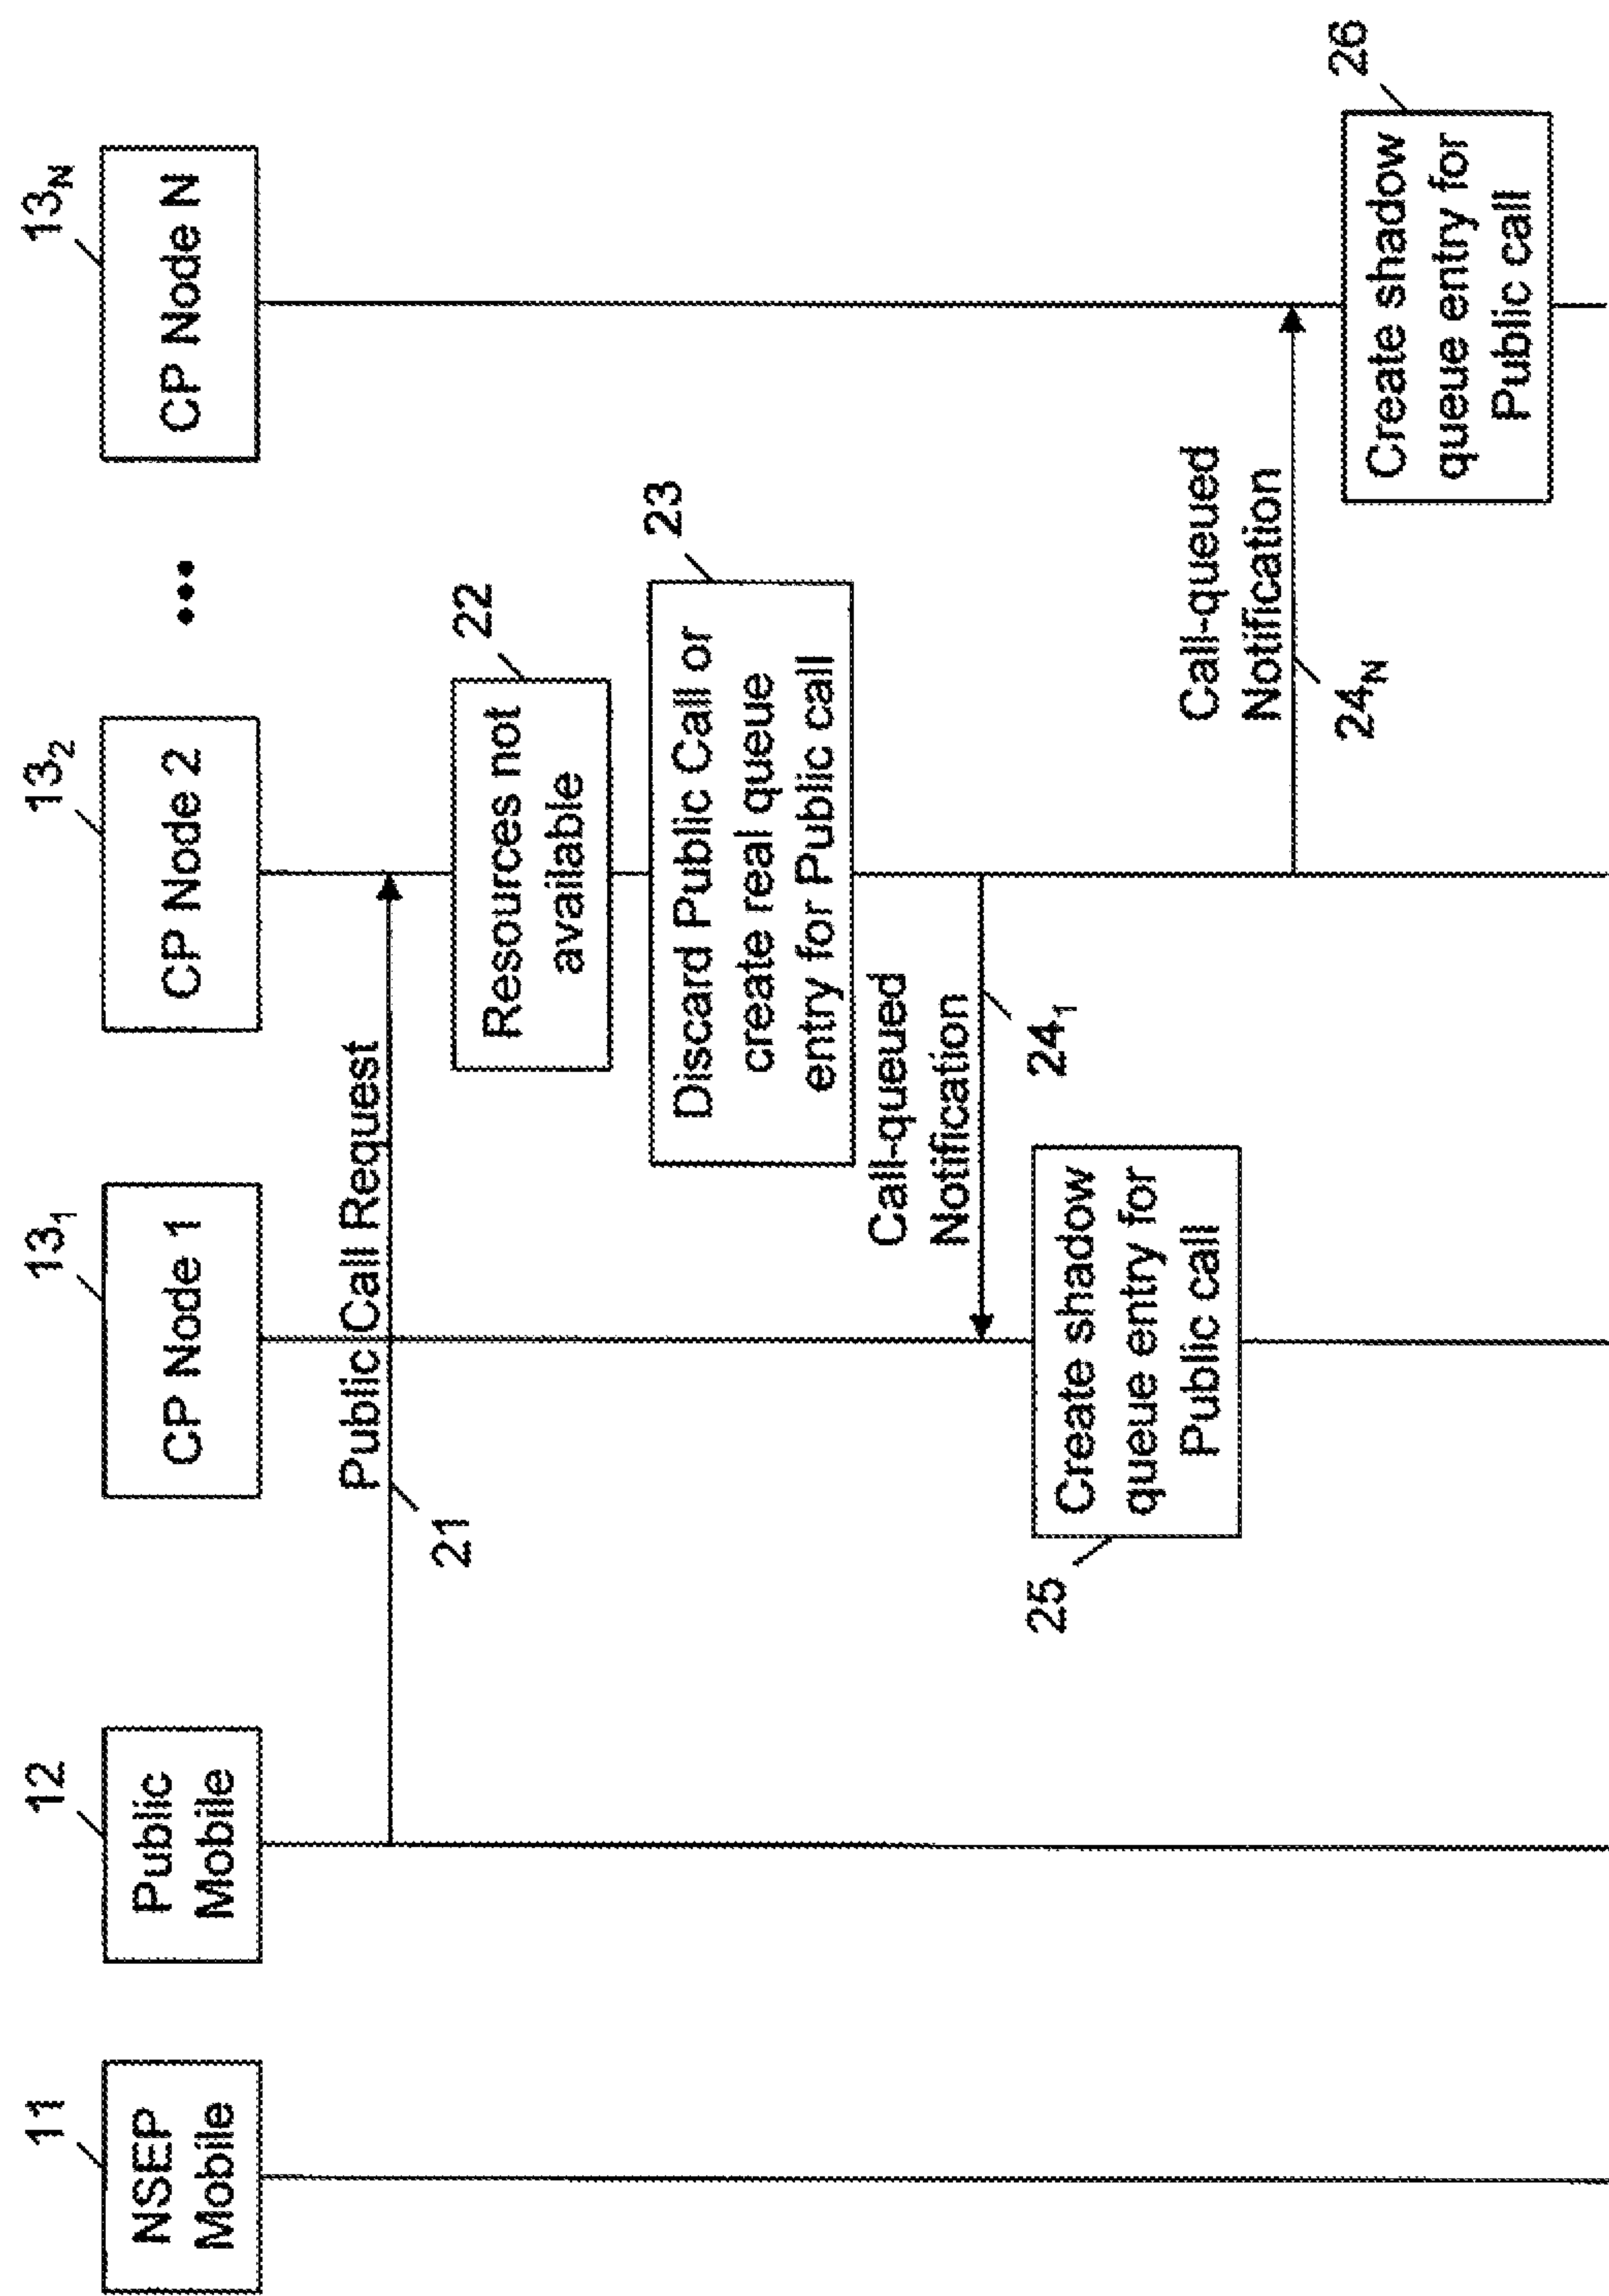 11
NSEP
Mobile
12
Public
Mobile
13₁
CP Node 1
13₂
CP Node 2
•••
13N
CP Node N
Public Call Request
21
22
Resources not
available
23
Discard Public Call or
create real queue
entry for Public call
Call-queued
Notification
24₁
25
Create shadow
queue entry for
Public call
Call-queued
Notification
24N
26
Create shadow
queue entry for
Public call